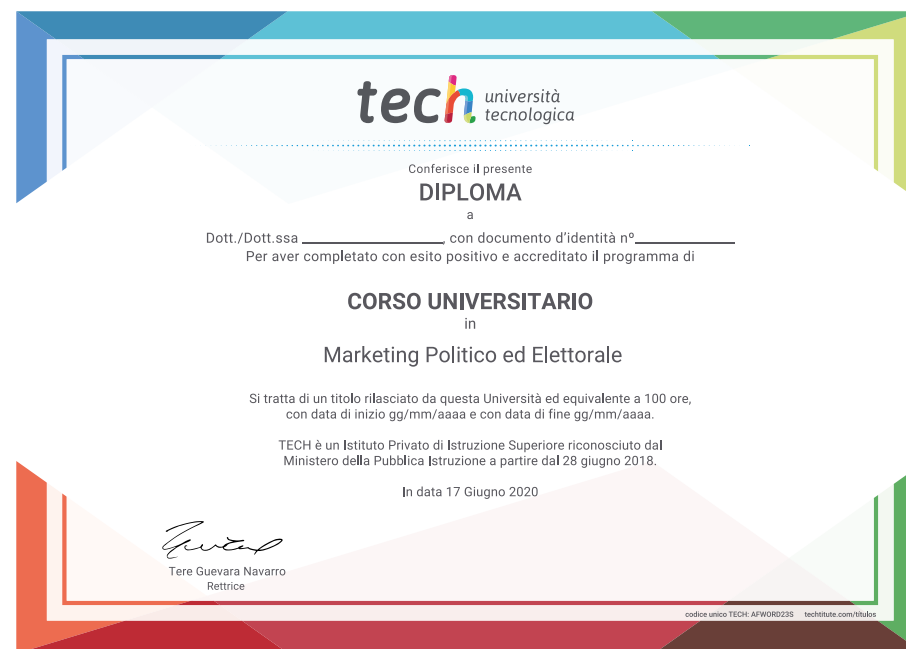 tech università
tecnologica
Conferisce il presente
DIPLOMA
a
Dott./Dott.ssa ____________________, con documento d'identità nº______________
Per aver completato con esito positivo e accreditato il programma di
CORSO UNIVERSITARIO
in
Marketing Politico ed Elettorale
Si tratta di un titolo rilasciato da questa Università ed equivalente a 100 ore,
con data di inizio gg/mm/aaaa e con data di fine gg/mm/aaaa.
TECH è un Istituto Privato di Istruzione Superiore riconosciuto dal
Ministero della Pubblica Istruzione a partire dal 28 giugno 2018.
In data 17 Giugno 2020
Tere Guevara Navarro
Rettrice
codice unico TECH: AFWORD23S techtitute.com/titulos